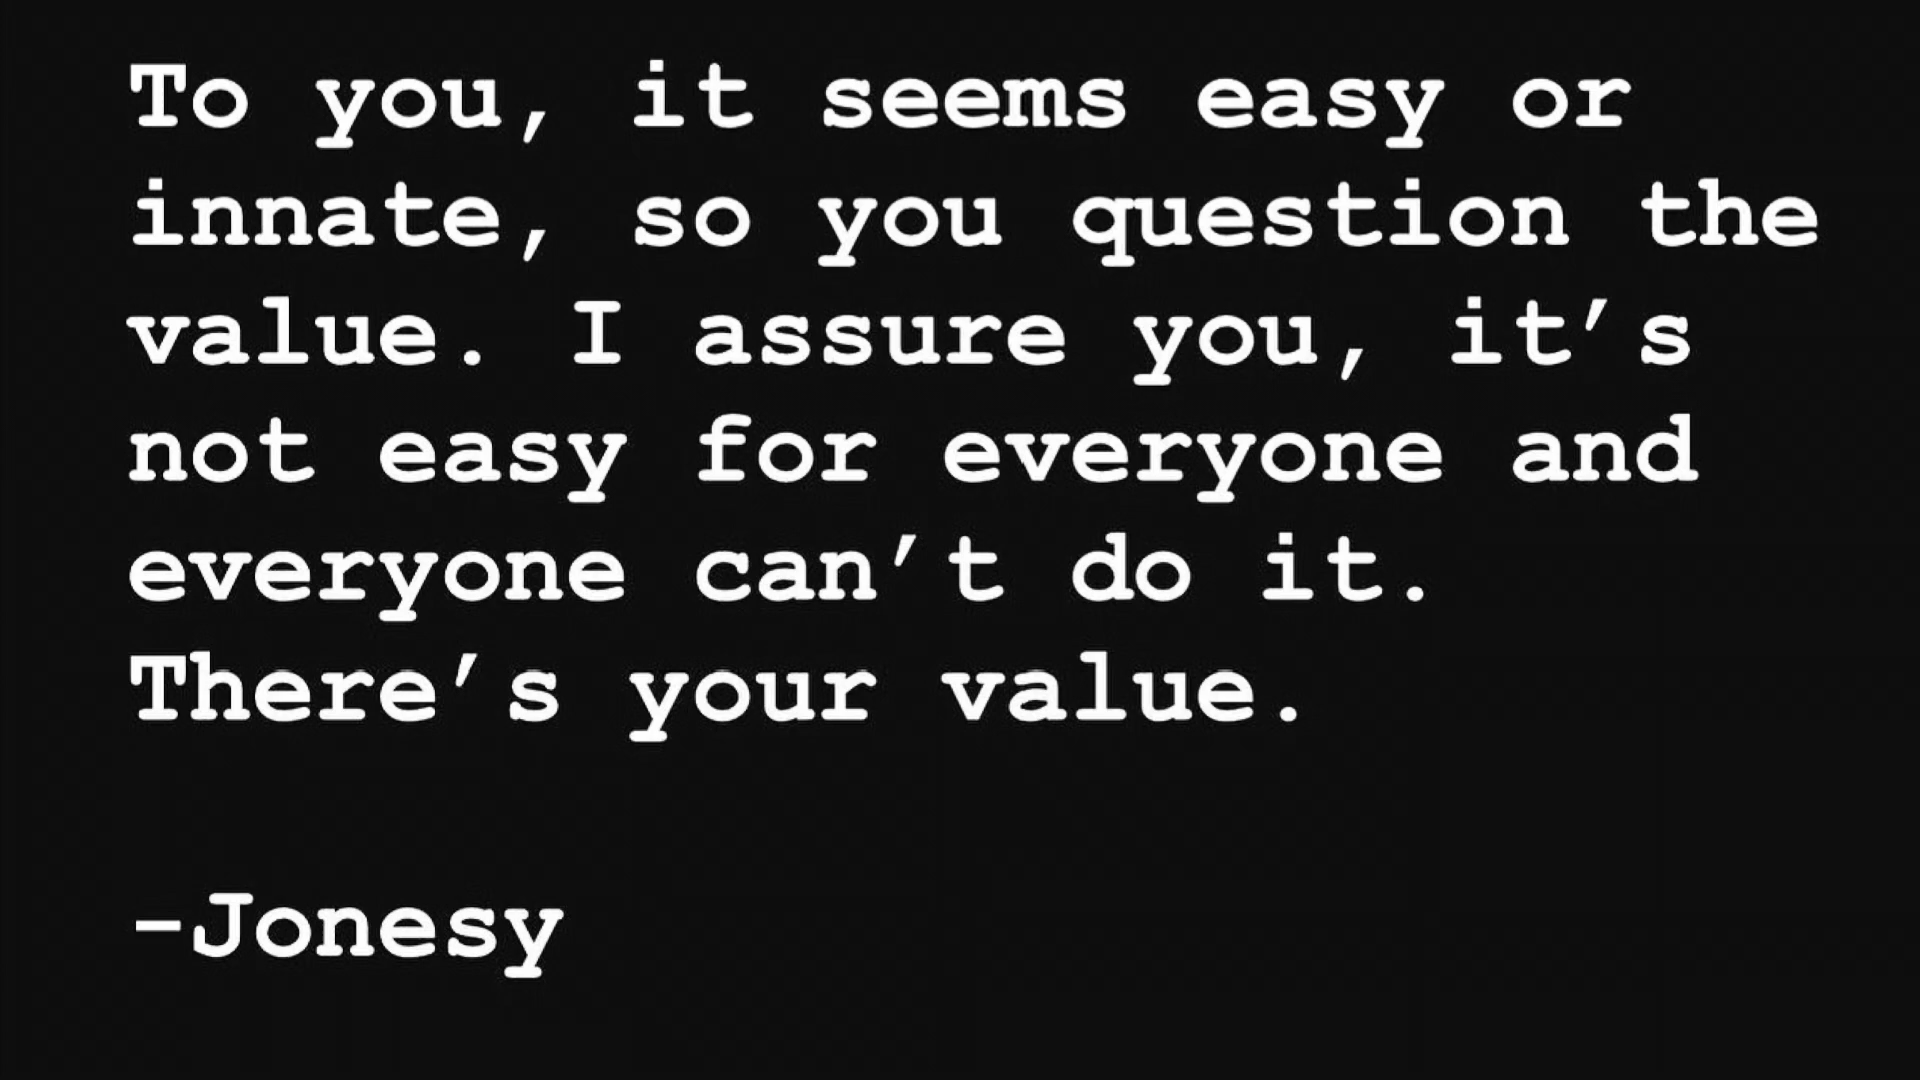 To you, it seems easy or
innate, so you question the
value. I assure you, it’s
not easy for everyone and
everyone can’t do it.
There’s your value.
-Jonesy